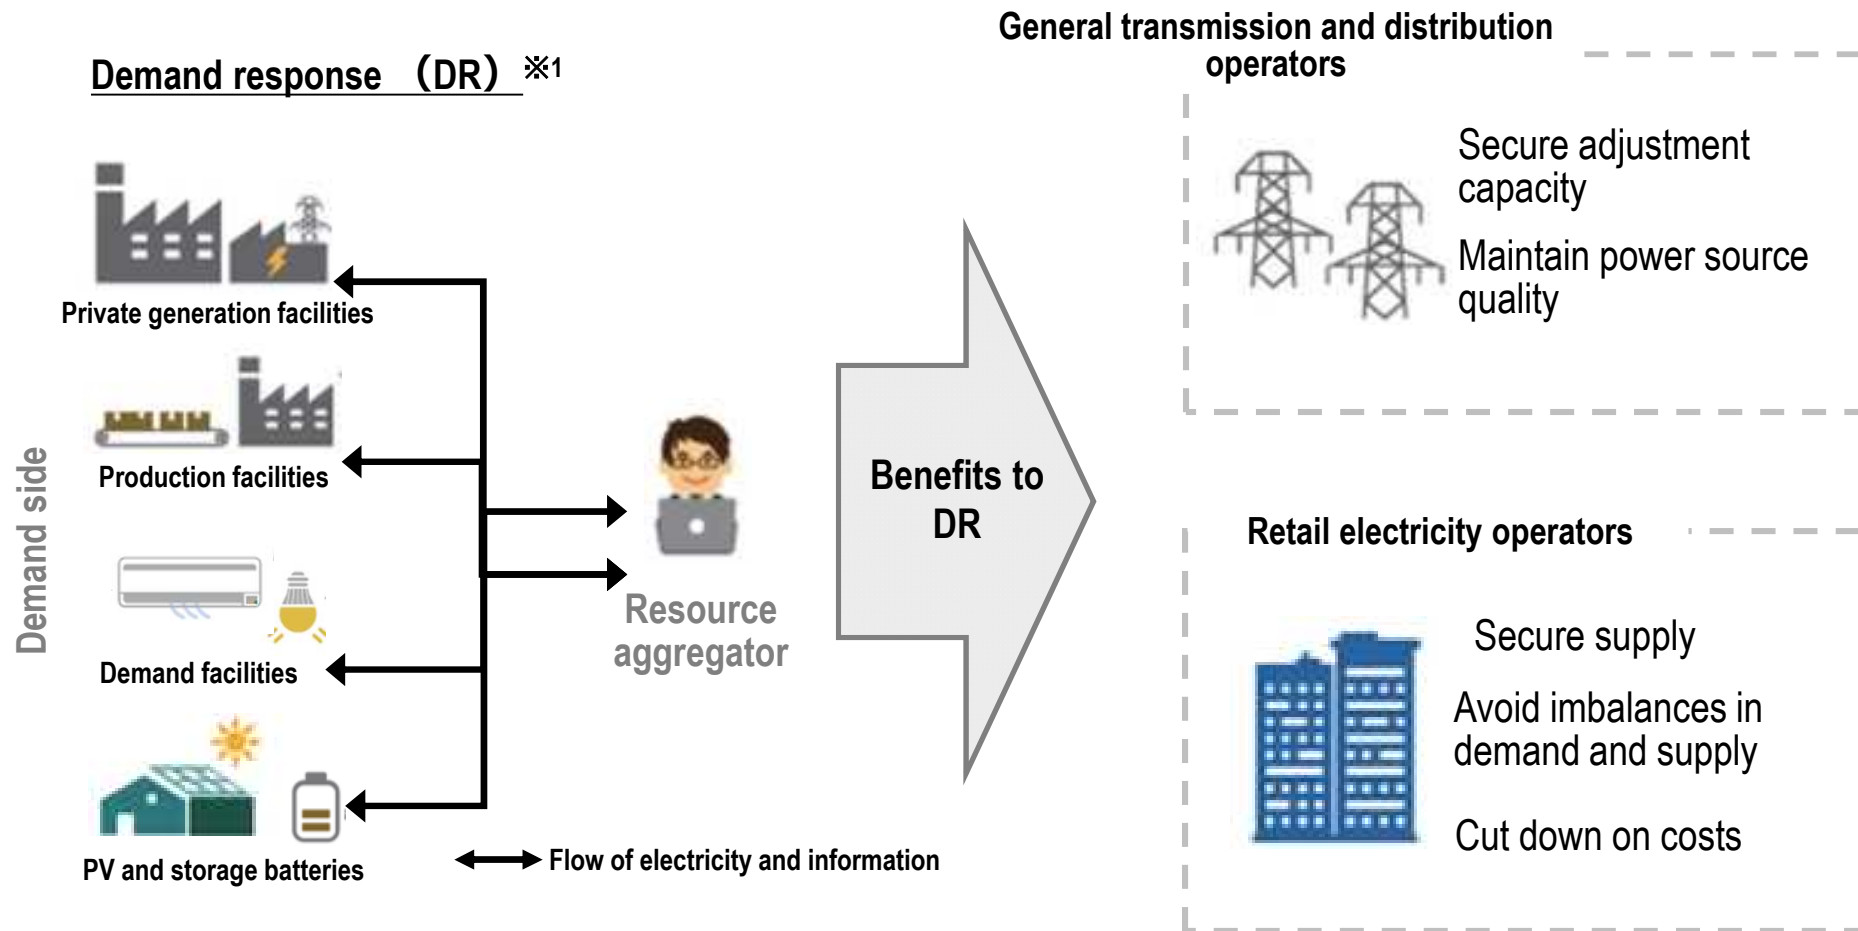 Demand response （DR） ※1
Demand side
Private generation facilities
Production facilities
Demand facilities
PV and storage batteries
Resource
aggregator
Flow of electricity and information
Benefits to
DR
General transmission and distribution
operators
Secure adjustment
capacity
Maintain power source
quality
Retail electricity operators
Secure supply
Avoid imbalances in
demand and supply
Cut down on costs